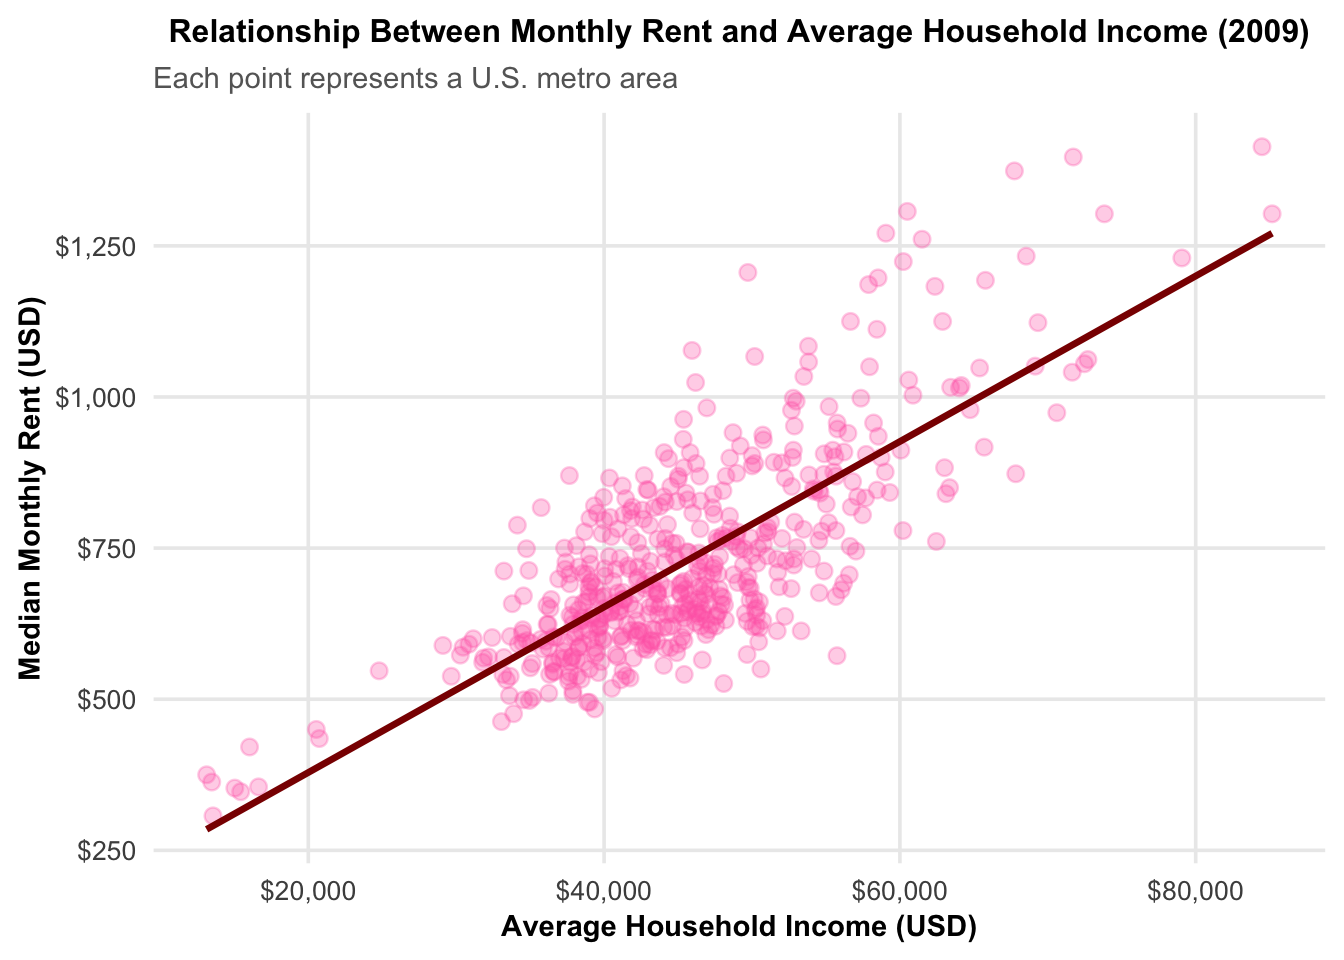 Relationship Between Monthly Rent and Average Household Income (2009)
Each point represents a U.S. metro area
Median Monthly Rent (USD)
$1,250
$1,000
$750
$500
$250
$20,000
$40,000
$60,000
$80,000
Average Household Income (USD)